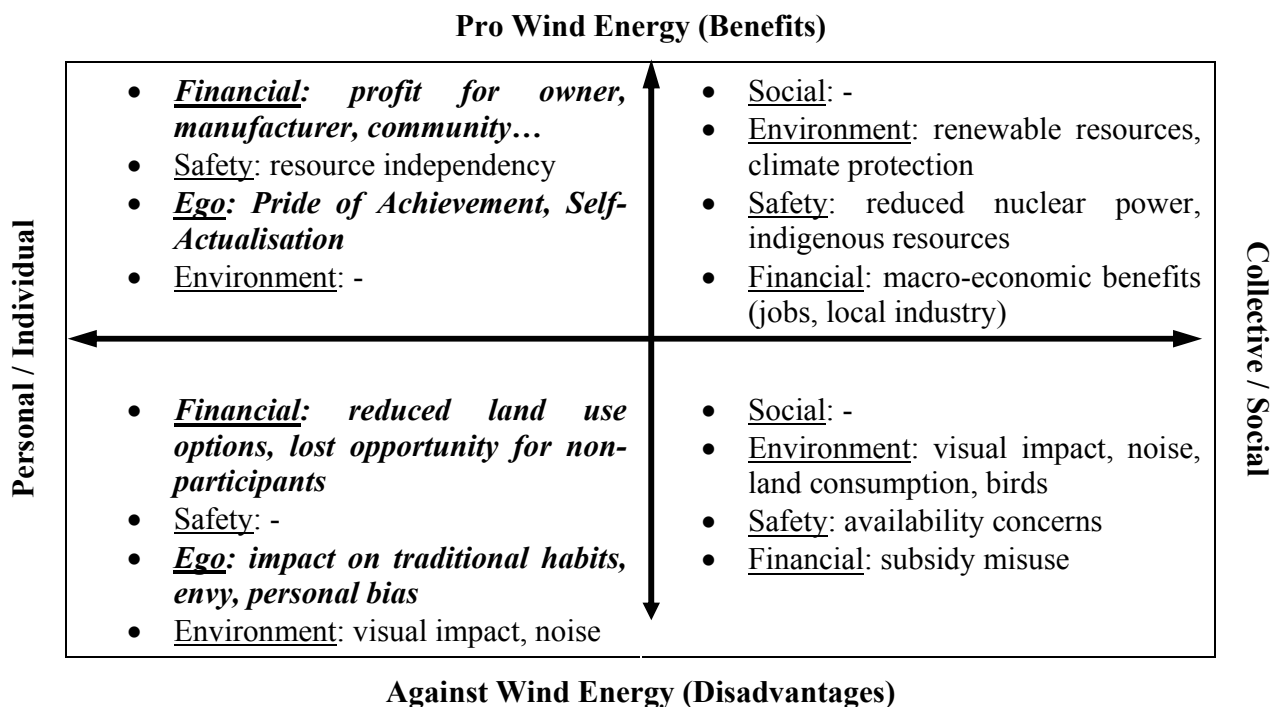 Pro Wind Energy (Benefits)
Personal / Individual
• Financial: profit for owner,
manufacturer, community…
• Safety: resource independency
• Ego: Pride of Achievement, Self-
Actualisation
• Environment: -
• Social: -
• Environment: renewable resources,
climate protection
• Safety: reduced nuclear power,
indigenous resources
• Financial: macro-economic benefits
(jobs, local industry)
• Financial: reduced land use
options, lost opportunity for non-
participants
• Safety: -
• Ego: impact on traditional habits,
envy, personal bias
• Environment: visual impact, noise
• Social: -
• Environment: visual impact, noise,
land consumption, birds
• Safety: availability concerns
• Financial: subsidy misuse
Collective / Social
Against Wind Energy (Disadvantages)